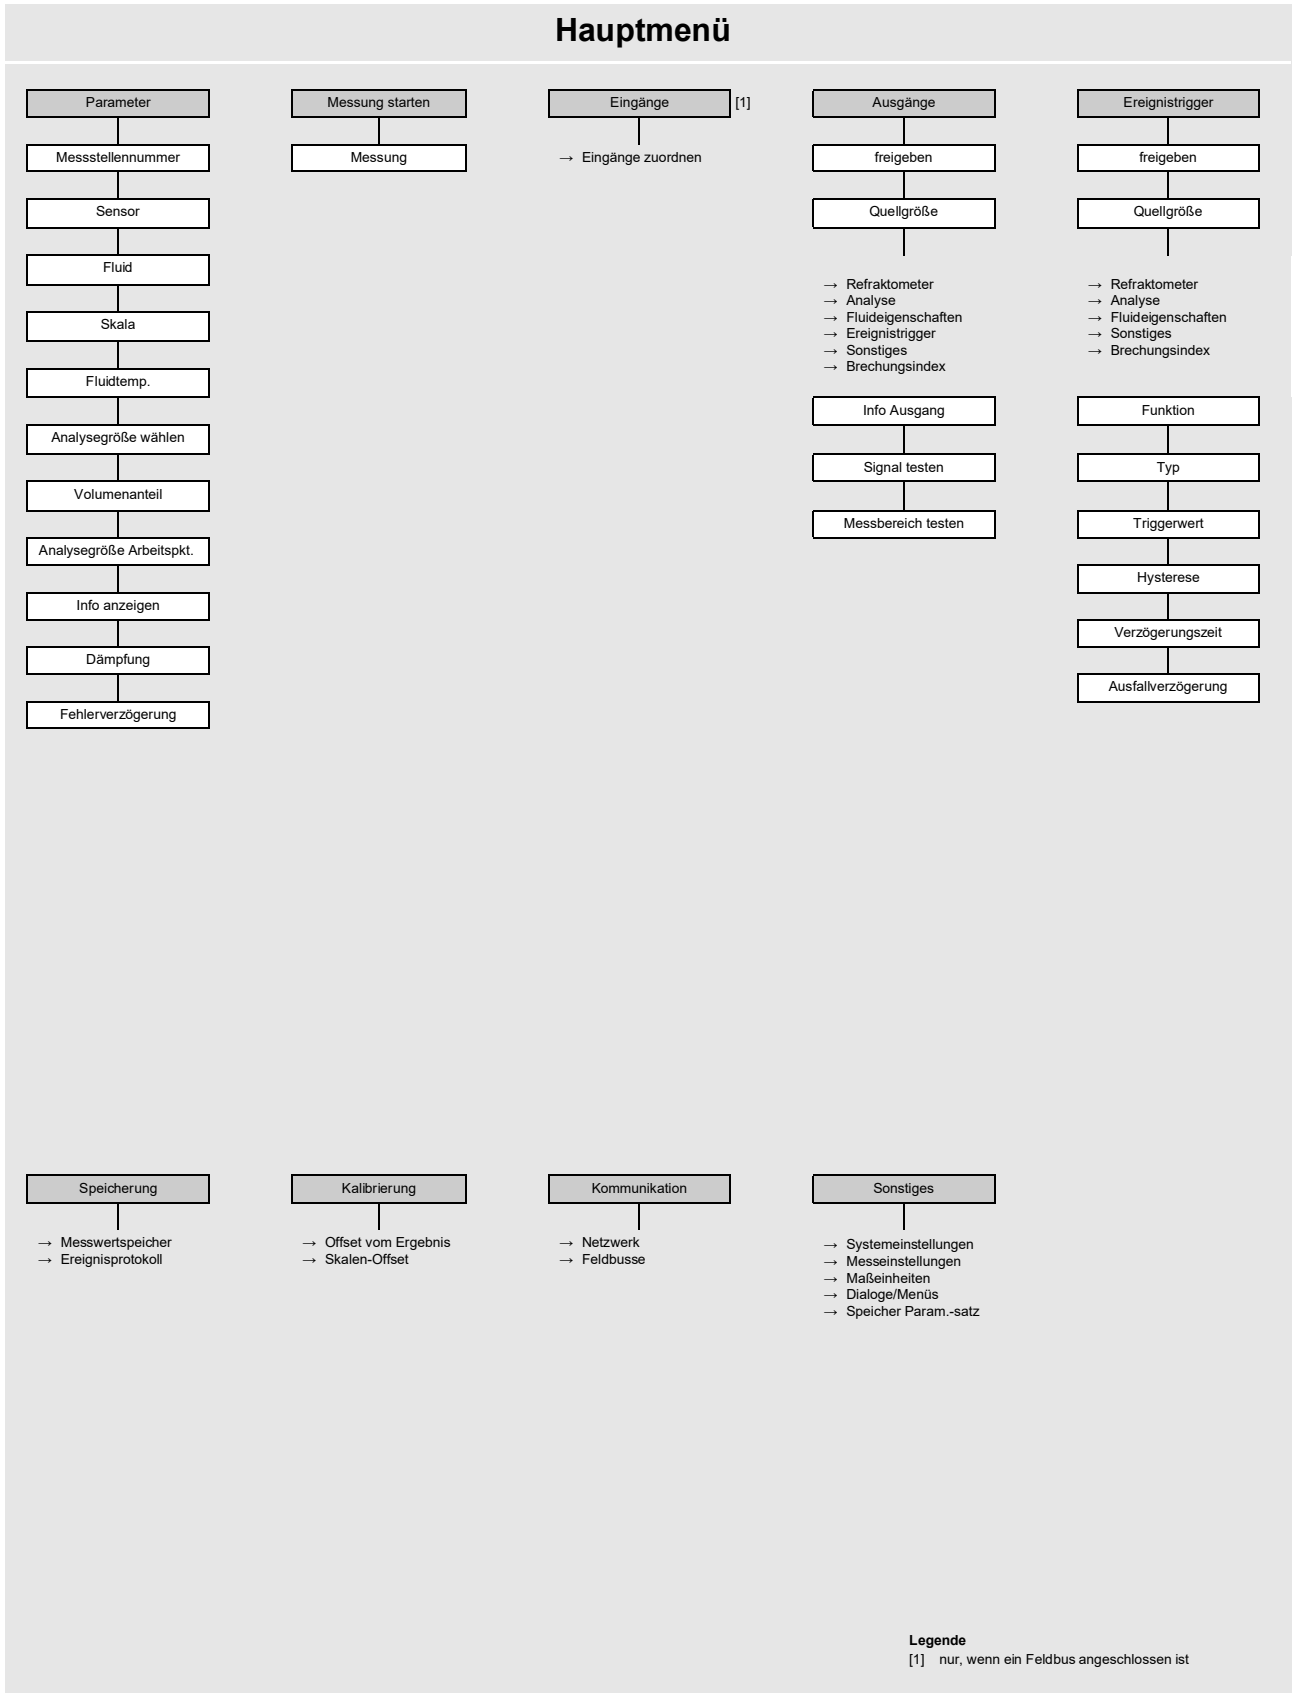 Hauptmenü
Parameter
Messstellennummer
Sensor
Fluid
Skala
Fluidtemp.
Analysegröße wählen
Volumenanteil
Analysegröße Arbeitspkt.
Info anzeigen
Dämpfung
Fehlerverzögerung
Messung starten
Messung
Eingänge [1]
→ Eingänge zuordnen
Ausgänge
freigeben
Quellgröße
→ Refraktometer
→ Analyse
→ Fluideigenschaften
→ Ereignistrigger
→ Sonstiges
→ Brechungsindex
Info Ausgang
Signal testen
Messbereich testen
Ereignistrigger
freigeben
Quellgröße
→ Refraktometer
→ Analyse
→ Fluideigenschaften
→ Sonstiges
→ Brechungsindex
Funktion
Typ
Triggerwert
Hysterese
Verzögerungszeit
Ausfallverzögerung
Speicherung
→ Messwertspeicher
→ Ereignisprotokoll
Kalibrierung
→ Offset vom Ergebnis
→ Skalen-Offset
Kommunikation
→ Netzwerk
→ Feldbusse
Sonstiges
→ Systemeinstellungen
→ Messeinstellungen
→ Maßeinheiten
→ Dialoge/Menüs
→ Speicher Param.-satz
Legende
[1] nur, wenn ein Feldbus angeschlossen ist